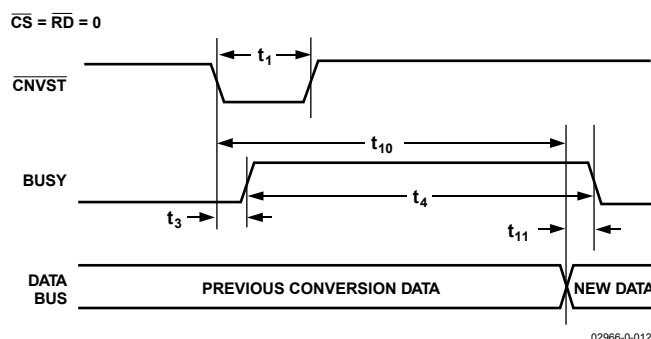 CS = RD = 0
t1
CNVST
t10
BUSY
t4
t3
t11
DATA
BUS
PREVIOUS CONVERSION DATA
NEW DATA
02966-0-012